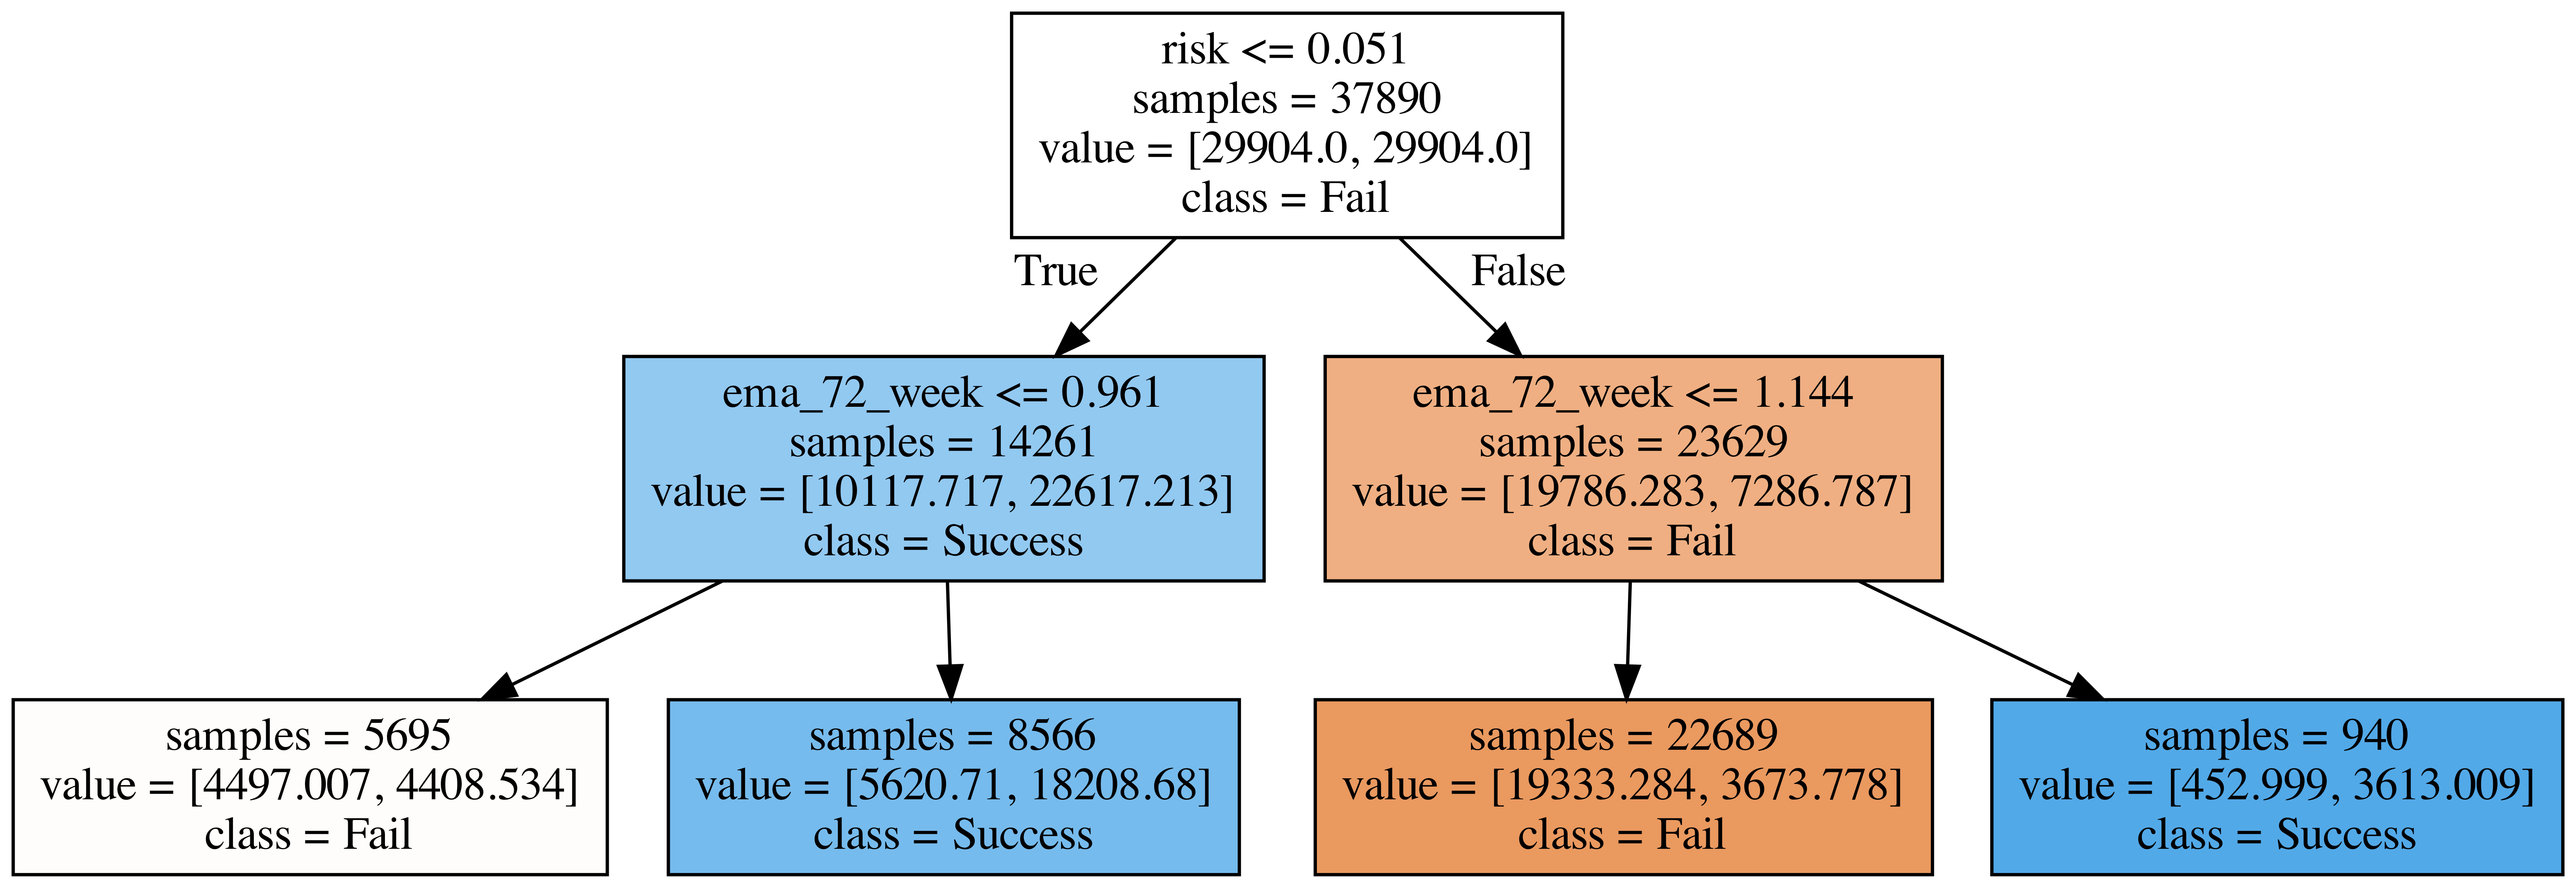 risk <= 0.051
samples = 37890
value = [29904.0, 29904.0]
class = Fail
True
False
ema_72_week <= 0.961
samples = 14261
value = [10117.717, 22617.213]
class = Success
ema_72_week <= 1.144
samples = 23629
value = [19786.283, 7286.787]
class = Fail
samples = 5695
value = [4497.007, 4408.534]
class = Fail
samples = 8566
value = [5620.71, 18208.68]
class = Success
samples = 22689
value = [19333.284, 3673.778]
class = Fail
samples = 940
value = [452.999, 3613.009]
class = Success